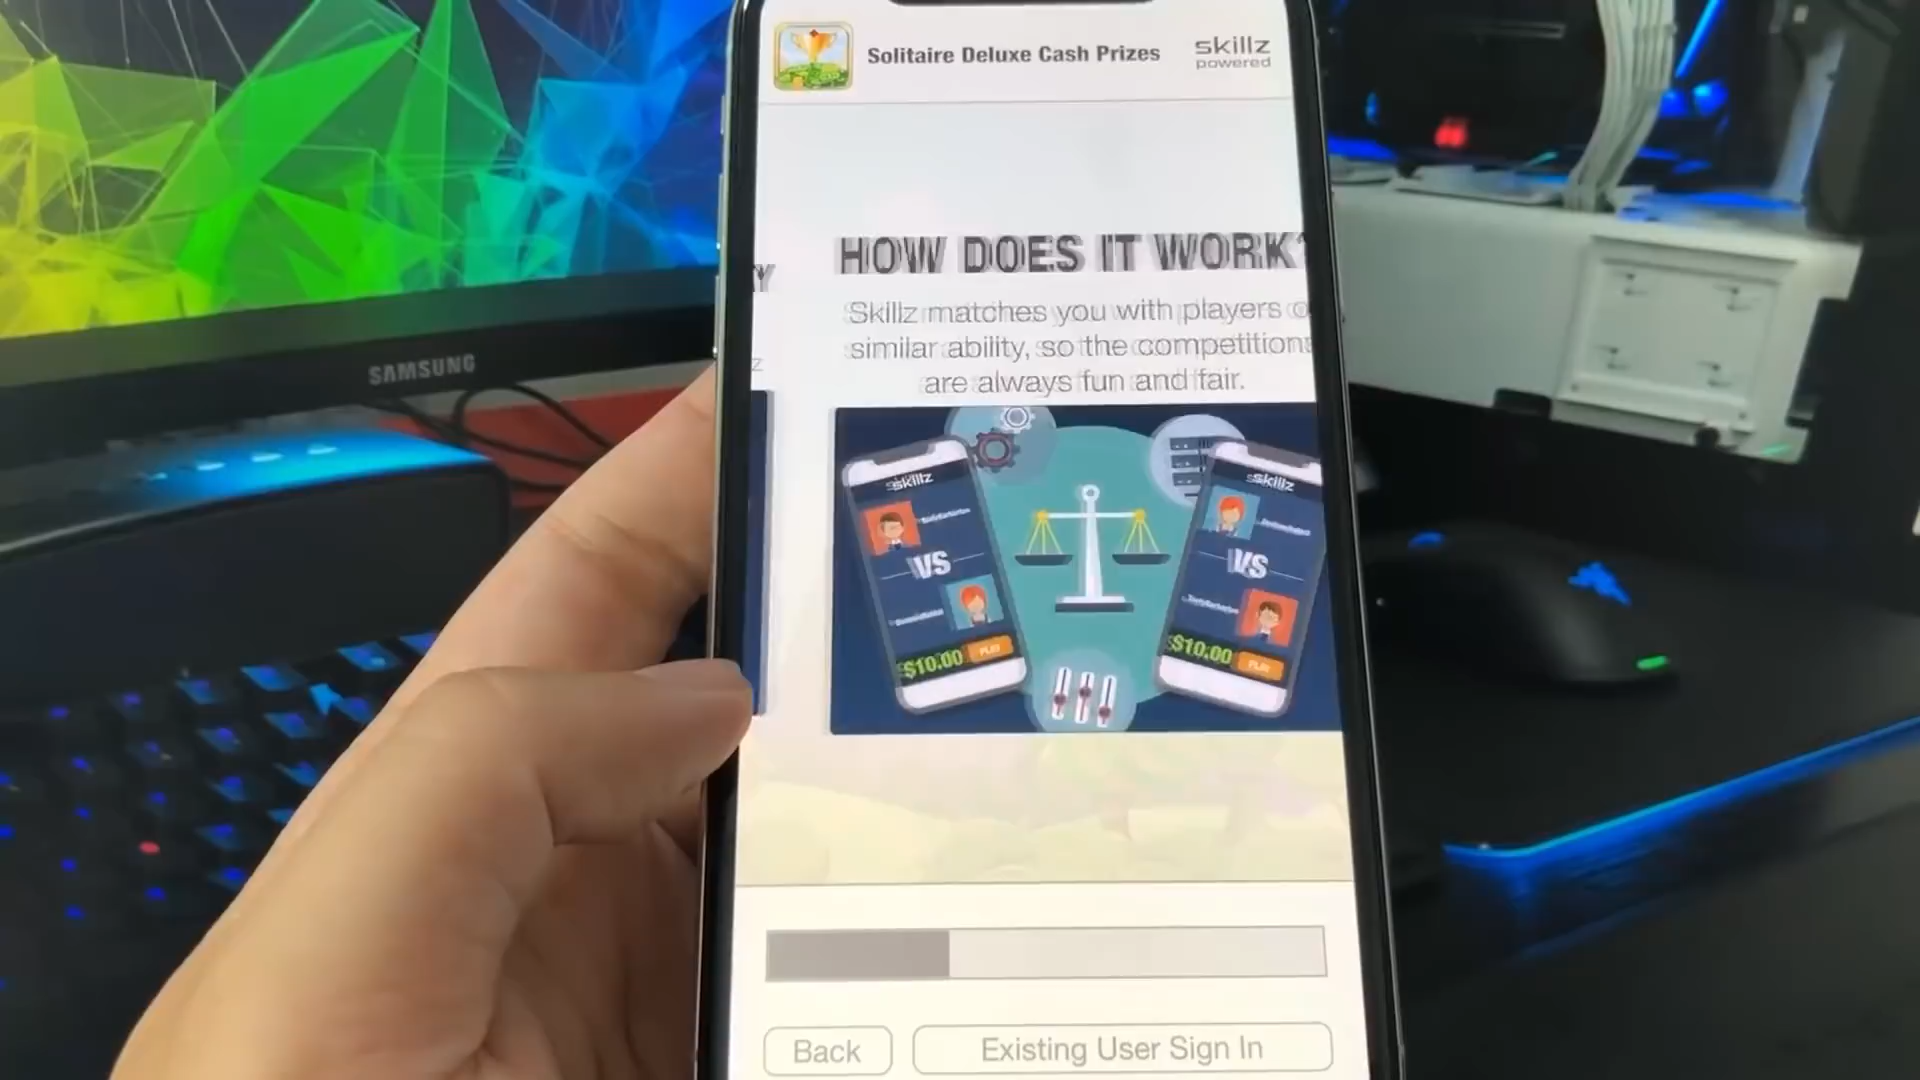 Solitaire Deluxe Cash Prizes
skillz
powered
HOW DOES IT WORK?
Skillz matches you with players o
similar ability, so the competitions
are always fun and fair.
SAMSUNG
Y
z
skillz
VS
$10.00
PLAY
skillz
VS
$10.00
PLAY
Back
Existing User Sign In